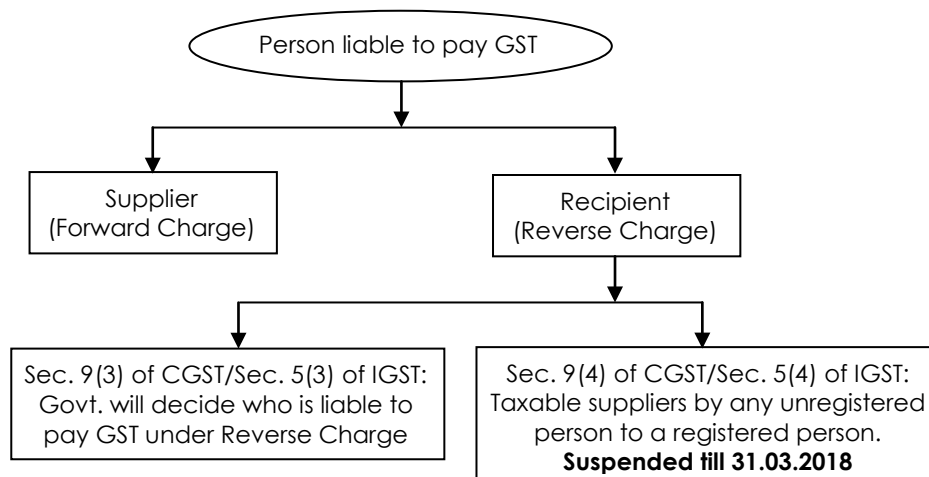 Person liable to pay GST
Supplier
(Forward Charge)
Recipient
(Reverse Charge)
Sec. 9(3) of CGST/Sec. 5(3) of IGST:
Govt. will decide who is liable to
pay GST under Reverse Charge
Sec. 9(4) of CGST/Sec. 5(4) of IGST:
Taxable suppliers by any unregistered
person to a registered person.
Suspended till 31.03.2018